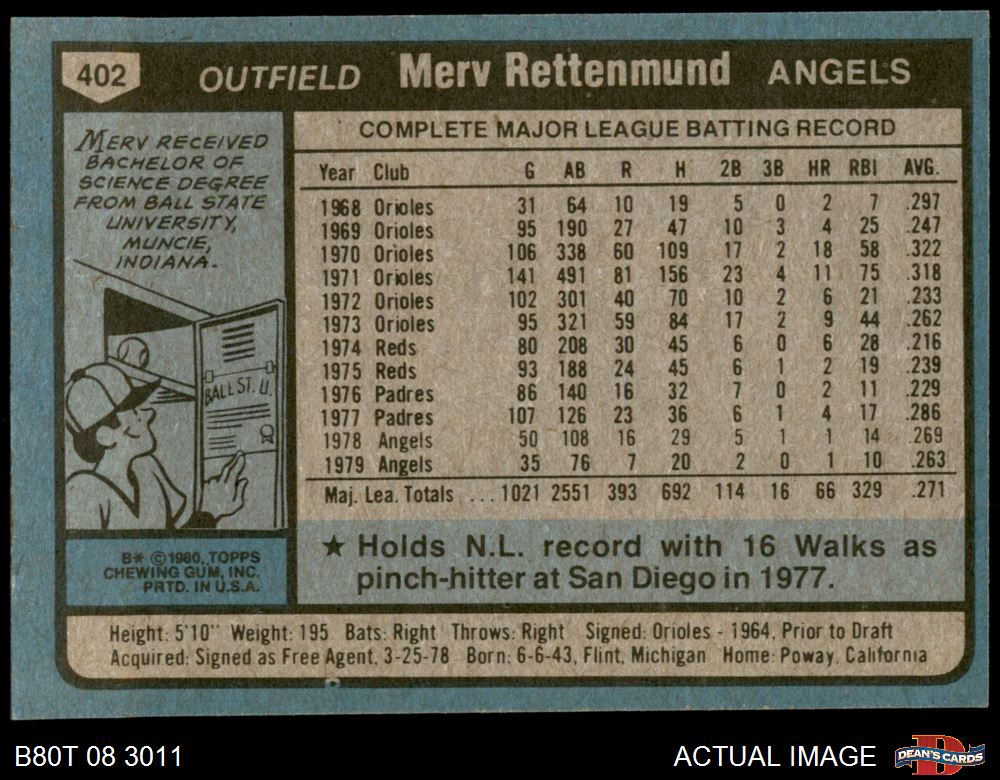 402 OUTFIELD Merv Rettenmund ANGELS
MERV RECEIVED
BACHELOR OF
SCIENCE DEGREE
FROM BALL STATE
UNIVERSITY,
MUNCIE,
INDIANA.
BALL ST. U.
B* ©1980, TOPPS
CHEWING GUM, INC.
PRTD. IN U.S.A.
COMPLETE MAJOR LEAGUE BATTING RECORD
Year Club G AB R H 2B 3B HR RBI AVG.
1968 Orioles 31 64 10 19 5 0 2 7 .297
1969 Orioles 95 190 27 47 10 3 4 25 .247
1970 Orioles 106 338 60 109 17 2 18 58 .322
1971 Orioles 141 491 81 156 23 4 11 75 .318
1972 Orioles 102 301 40 70 10 2 6 21 .233
1973 Orioles 95 321 59 84 17 2 9 44 .262
1974 Reds 80 208 30 45 6 0 6 28 .216
1975 Reds 93 188 24 45 6 1 2 19 .239
1976 Padres 86 140 16 32 7 0 2 11 .229
1977 Padres 107 126 23 36 6 1 4 17 .286
1978 Angels 50 108 16 29 5 1 1 14 .269
1979 Angels 35 76 7 20 2 0 1 10 .263
Maj. Lea. Totals ... 1021 2551 393 692 114 16 66 329 .271
★ Holds N.L. record with 16 Walks as
pinch-hitter at San Diego in 1977.
Height: 5'10" Weight: 195 Bats: Right Throws: Right Signed: Orioles - 1964, Prior to Draft
Acquired: Signed as Free Agent, 3-25-78 Born: 6-6-43, Flint, Michigan Home: Poway, California
B80T 08 3011 ACTUAL IMAGE DEAN'S CARDS